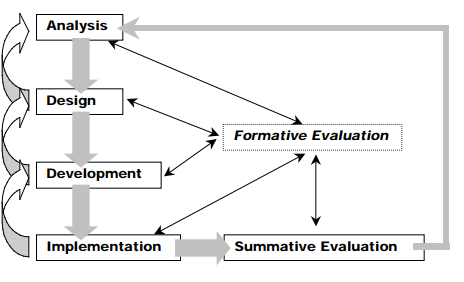 Analysis
Design
Formative Evaluation
Development
Implementation
Summative Evaluation